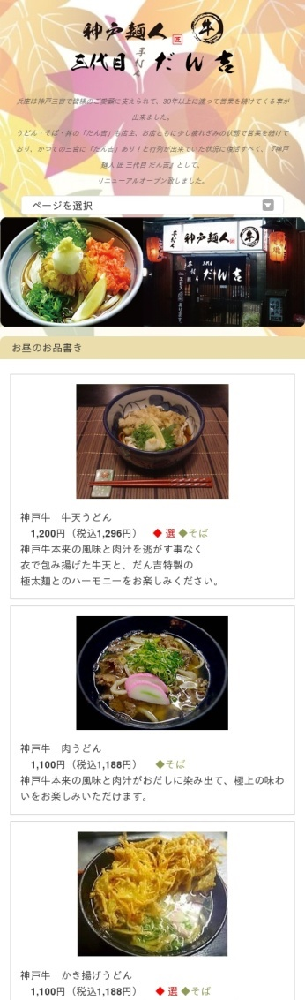 神戸麺人 匠 牛
三代目 手打ち だん吉
兵庫は神戸三宮で皆様のご愛顧に支えられて、30年以上に渡って営業を続けてくる事が
出来ました。
うどん・そば・丼の「だん吉」も店主、お店ともに少し疲れぎみの状態で営業を続けて
おり、かつての三宮に「だん吉」あり！と行列が出来ていた状況に復活すべく、『神戸
麺人 匠 三代目 だん吉』として、
リニューアルオープン致しました。
ページを選択
神戸麺人 牛
三代目
だん吉
お昼のお品書き
神戸牛　牛天うどん
1,200円（税込1,296円）　◆ 選 ◆そば
神戸牛本来の風味と肉汁を逃がす事なく
衣で包み揚げた牛天と、だん吉特製の
極太麺とのハーモニーをお楽しみください。
神戸牛　肉うどん
1,100円（税込1,188円）　◆そば
神戸牛本来の風味と肉汁がおだしに染み出て、極上の味わ
いをお楽しみいただけます。
神戸牛　かき揚げうどん
1,100円（税込1,188円）　◆ 選 ◆そば